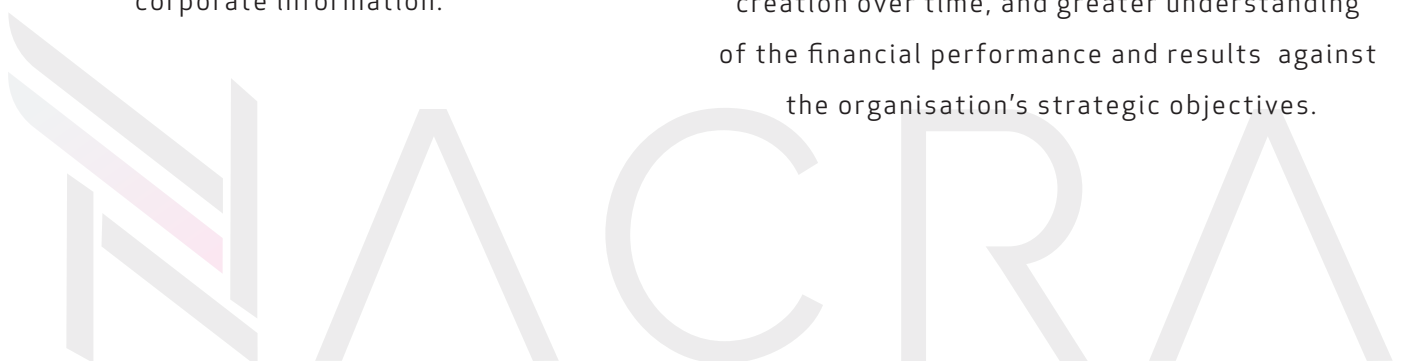 corporate information.
creation over time, and greater understanding
of the financial performance and results against
the organisation's strategic objectives.
NACRA